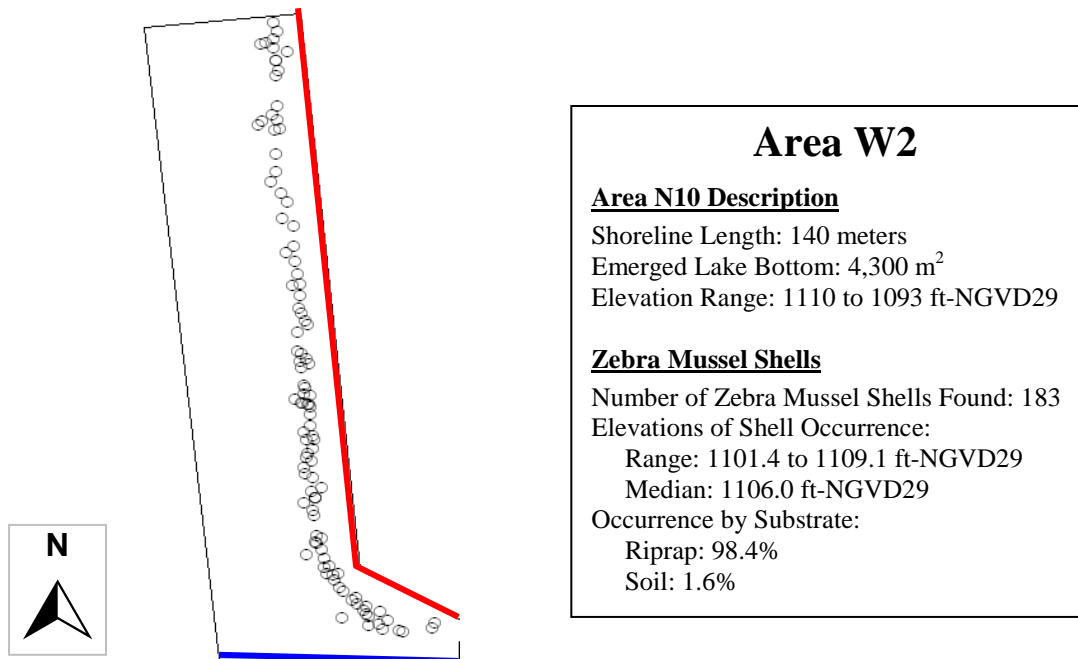 Area W2
Area N10 Description
Shoreline Length: 140 meters
Emerged Lake Bottom: 4,300 m²
Elevation Range: 1110 to 1093 ft-NGVD29
Zebra Mussel Shells
Number of Zebra Mussel Shells Found: 183
Elevations of Shell Occurrence:
Range: 1101.4 to 1109.1 ft-NGVD29
Median: 1106.0 ft-NGVD29
Occurrence by Substrate:
Riprap: 98.4%
Soil: 1.6%
N